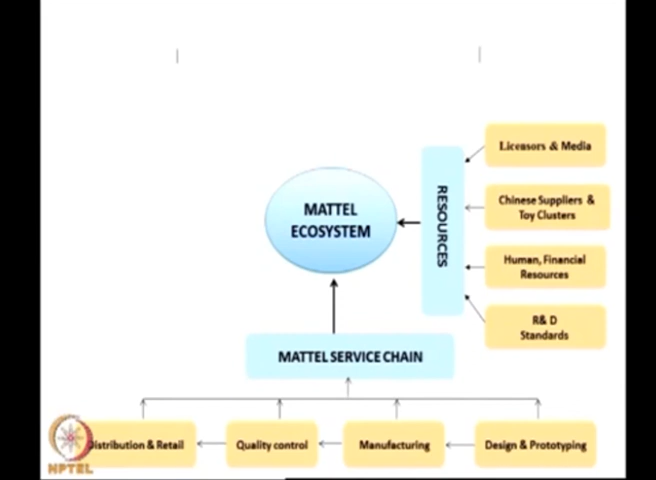 Licensors & Media
MATTEL
ECOSYSTEM
RESOURCES
Chinese Suppliers &
Toy Clusters
Human, Financial
Resources
R& D
Standards
MATTEL SERVICE CHAIN
Distribution & Retail
Quality control
Manufacturing
Design & Prototyping
NPTEL